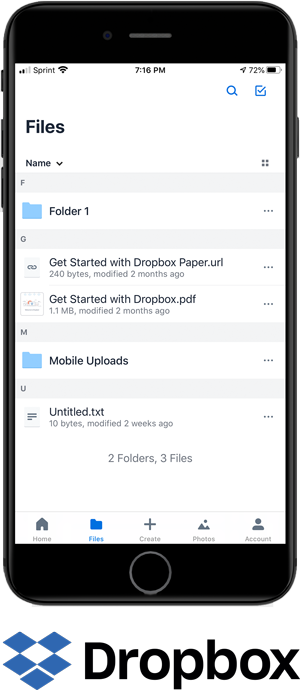 Sprint 7:16 PM 72%
Files
Name
F
Folder 1
G
Get Started with Dropbox Paper.url
240 bytes, modified 2 months ago
Get Started with Dropbox.pdf
1.1 MB, modified 2 months ago
M
Mobile Uploads
U
Untitled.txt
10 bytes, modified 2 weeks ago
2 Folders, 3 Files
Home Files Create Photos Account
Dropbox